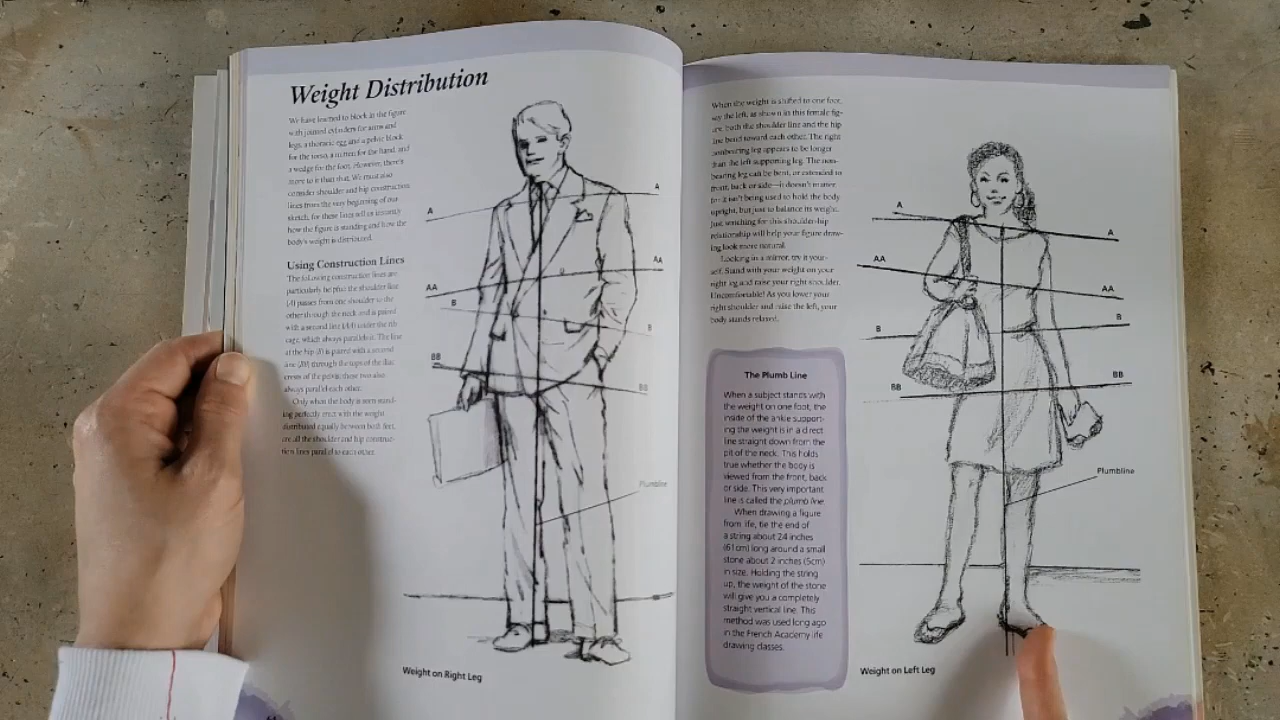 Weight Distribution
We have learned to block in the figure
with joined cylinders for arms and
legs, a thoracic egg and a pelvic block
for the torso, a mitten for the hand, and
a wedge for the foot. However, there's
more to it than that. We must also
consider shoulder and hip construction
lines from the very beginning of our
sketch, for these lines tell us instantly
how the figure is standing and how the
body's weight is distributed.
Using Construction Lines
The following construction lines are
particularly helpful: the shoulder line
(A) passes from one shoulder to the
other through the neck and is paired
with a second line (AA) under the rib
cage, which always parallels it. The line
at the hip (B) is paired with a second
line (BB) through the tops of the iliac
crests of the pelvis; these two also
always parallel each other.
Only when the body is seen stand-
ing perfectly erect with the weight
distributed equally between both feet,
are all the shoulder and hip construc-
tion lines parallel to each other.
A
A
AA
AA
B
B
BB
BB
Plumbline
Weight on Right Leg
When the weight is shifted to one foot,
say the left, as shown in this female fig-
ure, both the shoulder line and the hip
line bend toward each other. The right
nonbearing leg appears to be longer
than the left supporting leg. The non-
bearing leg can be bent, or extended to
front, back or side—it doesn't matter
for it isn't being used to hold the body
upright, but just to balance its weight.
Just watching for this shoulder-hip
relationship will help your figure draw-
ing look more natural.
Looking in a mirror, try it your-
self. Stand with your weight on your
right leg and raise your right shoulder.
Uncomfortable! As you lower your
right shoulder and raise the left, your
body stands relaxed.
The Plumb Line
When a subject stands with
the weight on one foot, the
inside of the ankle support-
ing the weight is in a direct
line straight down from the
pit of the neck. This holds
true whether the body is
viewed from the front, back
or side. This very important
line is called the plumb line.
When drawing a figure
from life, tie the end of
a string about 24 inches
(61cm) long around a small
stone about 2 inches (5cm)
in size. Holding the string
up, the weight of the stone
will give you a completely
straight vertical line. This
method was used long ago
in the French Academy life
drawing classes.
A
A
AA
AA
B
B
BB
BB
Plumbline
Weight on Left Leg